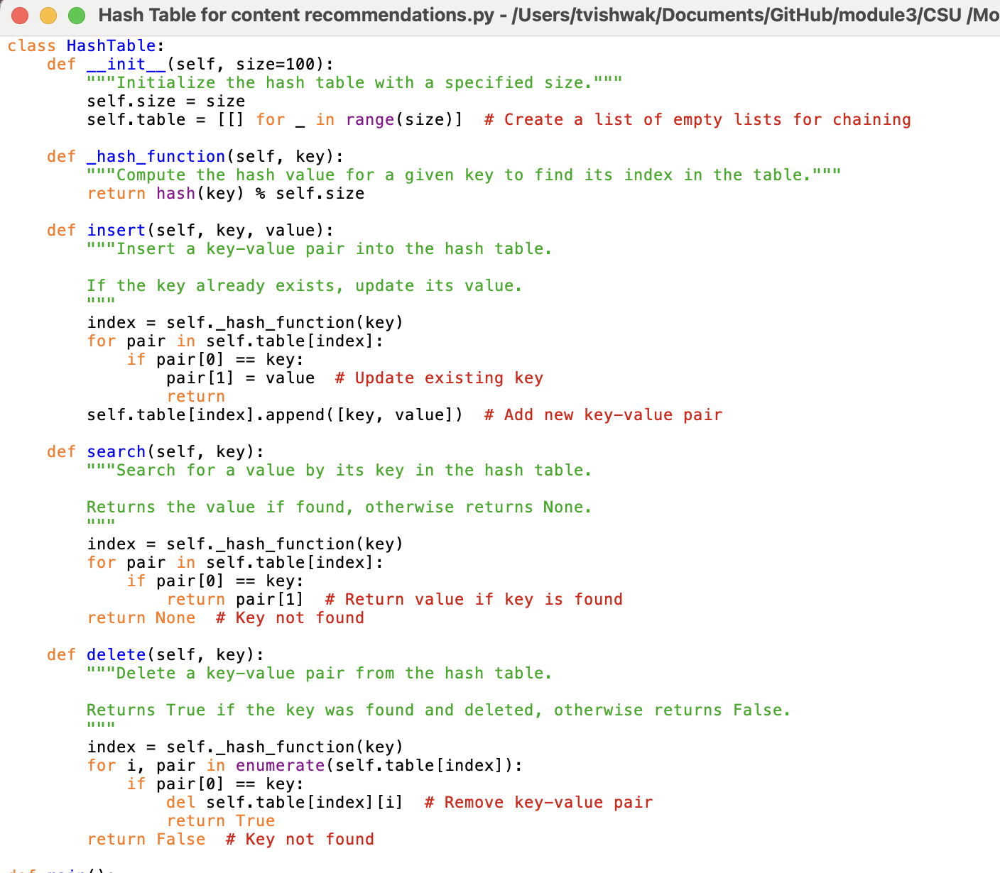 Hash Table for content recommendations.py - /Users/tvishwak/Documents/GitHub/module3/CSU /Mo
class HashTable:
    def __init__(self, size=100):
        """Initialize the hash table with a specified size."""
        self.size = size
        self.table = [[] for _ in range(size)]  # Create a list of empty lists for chaining

    def _hash_function(self, key):
        """Compute the hash value for a given key to find its index in the table."""
        return hash(key) % self.size

    def insert(self, key, value):
        """Insert a key-value pair into the hash table.

        If the key already exists, update its value.
        """
        index = self._hash_function(key)
        for pair in self.table[index]:
            if pair[0] == key:
                pair[1] = value  # Update existing key
                return
        self.table[index].append([key, value])  # Add new key-value pair

    def search(self, key):
        """Search for a value by its key in the hash table.

        Returns the value if found, otherwise returns None.
        """
        index = self._hash_function(key)
        for pair in self.table[index]:
            if pair[0] == key:
                return pair[1]  # Return value if key is found
        return None  # Key not found

    def delete(self, key):
        """Delete a key-value pair from the hash table.

        Returns True if the key was found and deleted, otherwise returns False.
        """
        index = self._hash_function(key)
        for i, pair in enumerate(self.table[index]):
            if pair[0] == key:
                del self.table[index][i]  # Remove key-value pair
                return True
        return False  # Key not found

def main():